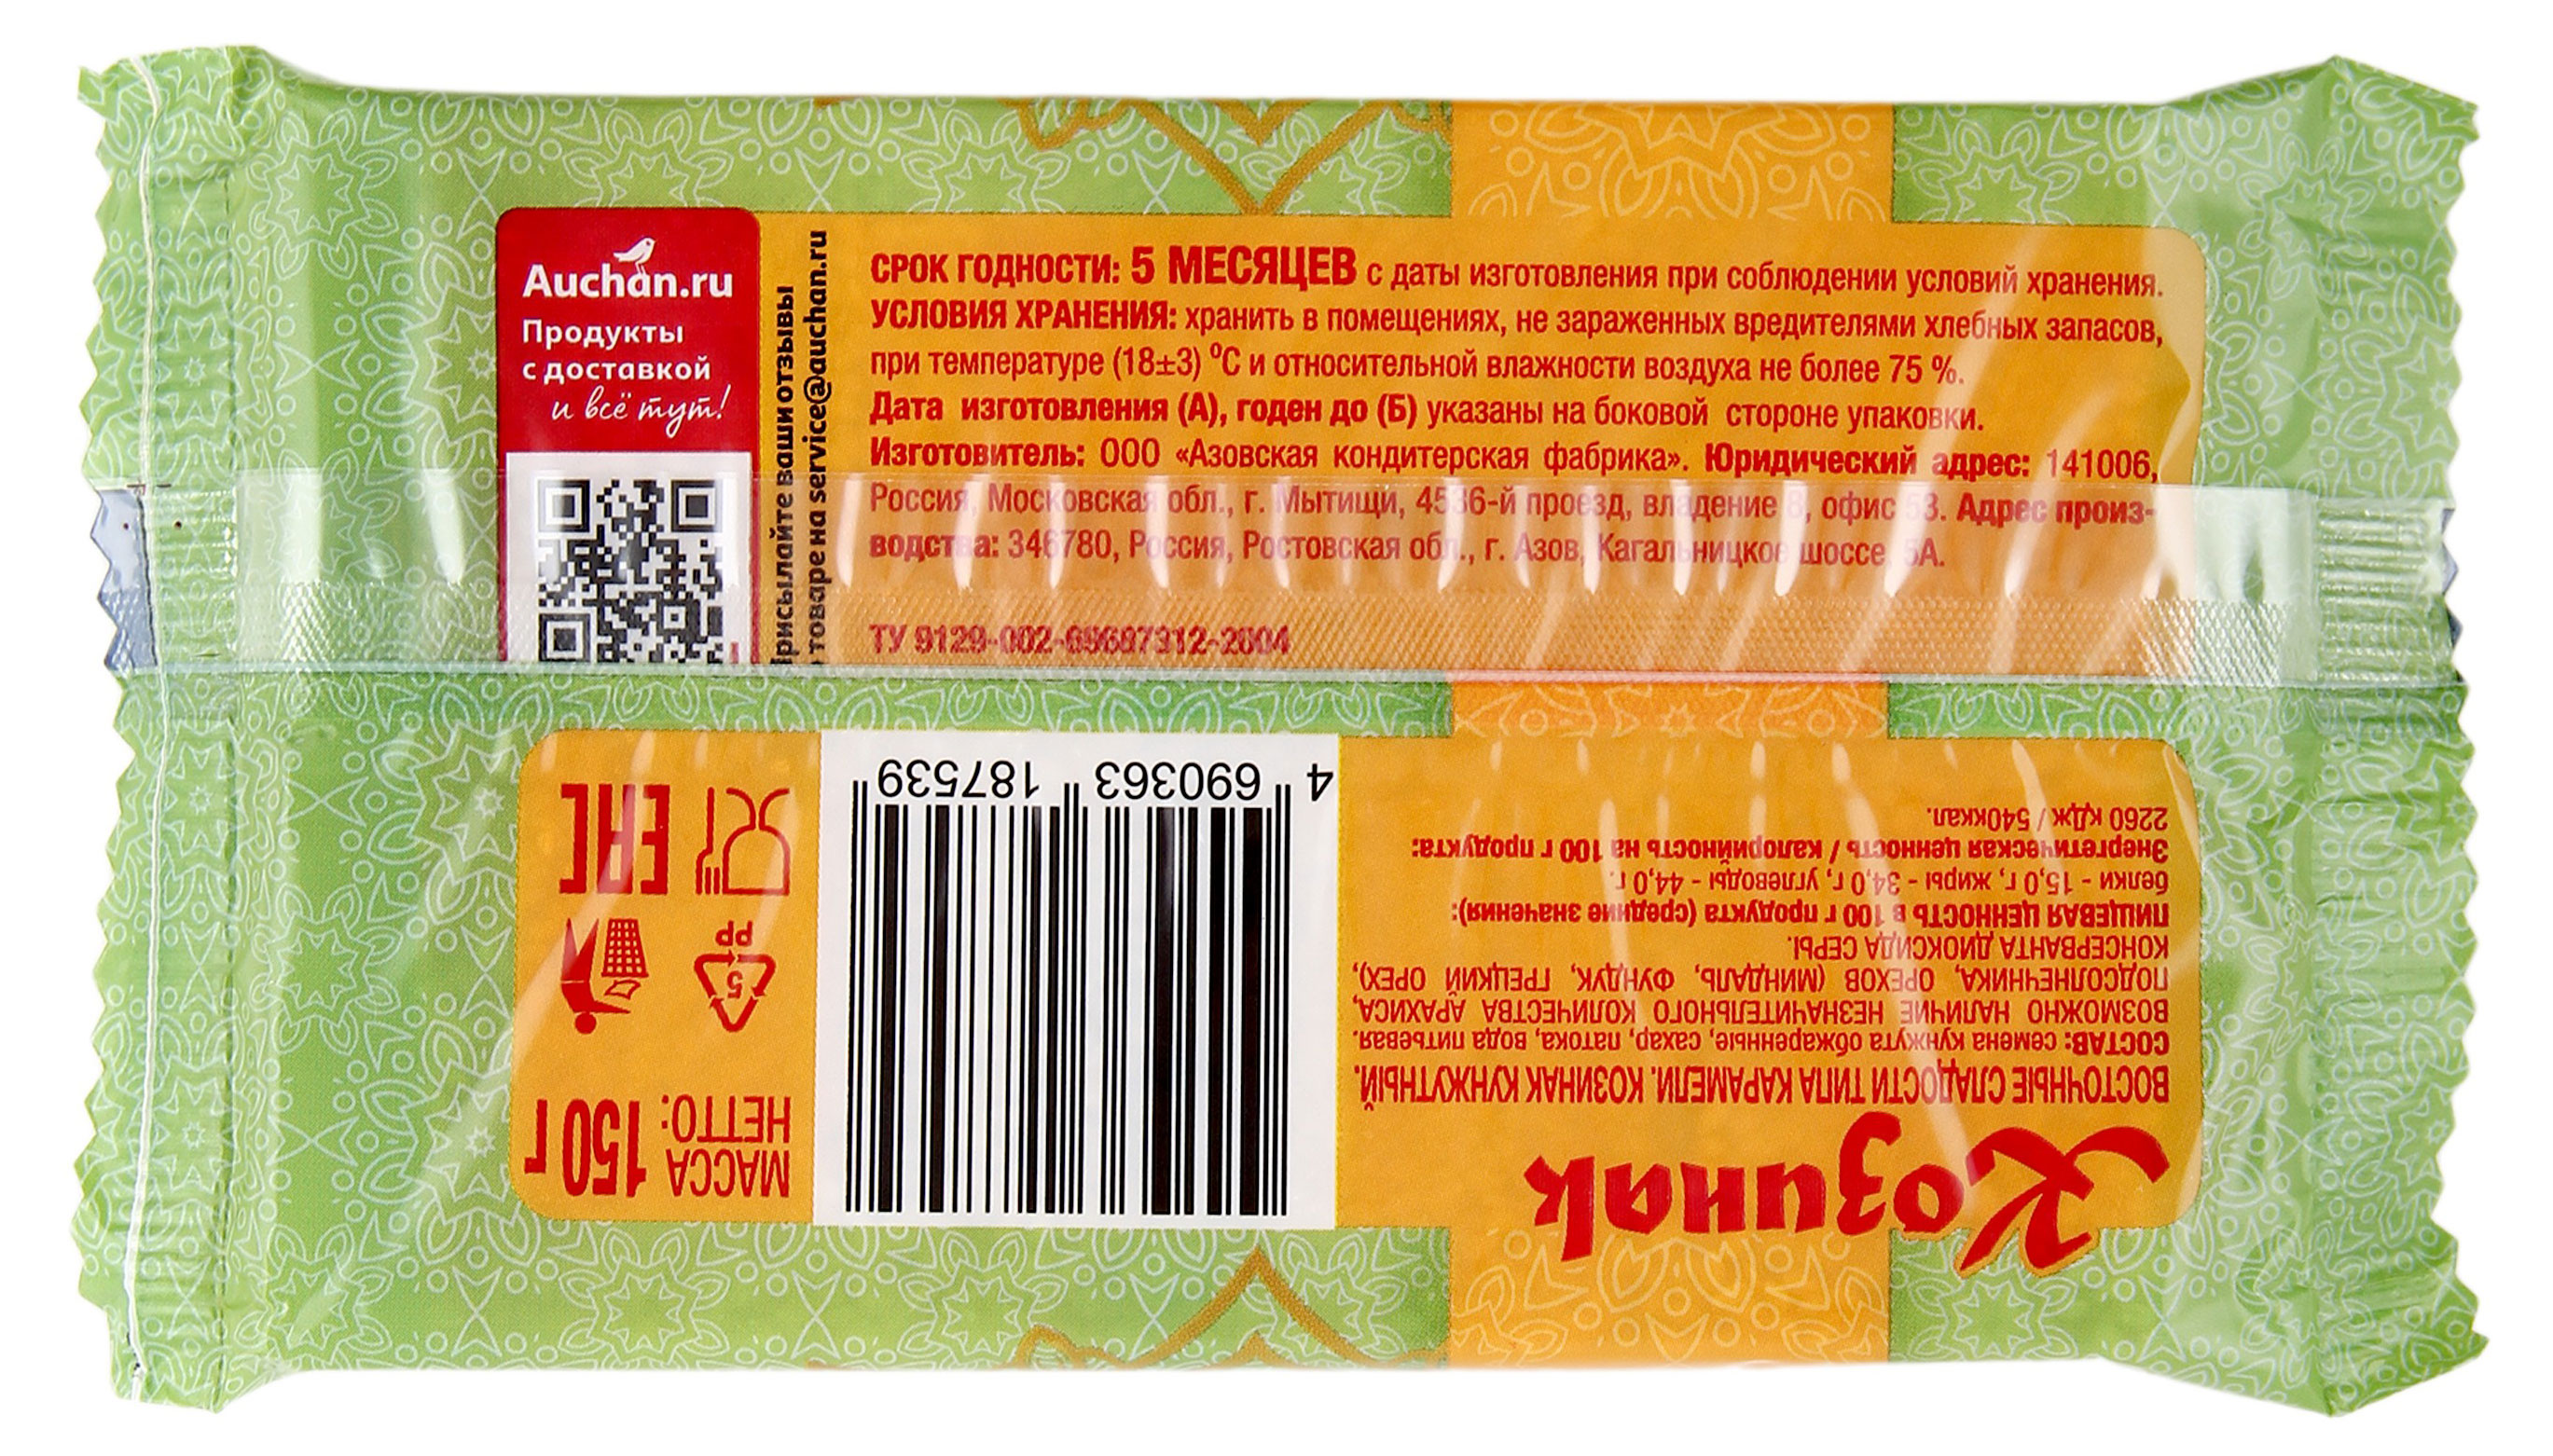 Auchan.ru
Продукты
с доставкой
и всё тут!
присылайте ваши отзывы
о товаре на service@auchan.ru
СРОК ГОДНОСТИ: 5 МЕСЯЦЕВ с даты изготовления при соблюдении условий хранения.
УСЛОВИЯ ХРАНЕНИЯ: хранить в помещениях, не зараженных вредителями хлебных запасов,
при температуре (18±3) ⁰С и относительной влажности воздуха не более 75 %.
Дата изготовления (А), годен до (Б) указаны на боковой стороне упаковки.
Изготовитель: ООО «Азовская кондитерская фабрика». Юридический адрес: 141006,
Россия, Московская обл., г. Мытищи, 4536-й проезд, владение 8, офис 53. Адрес произ-
водства: 346780, Россия, Ростовская обл., г. Азов, Кагальницкое шоссе, 5А.
ТУ 9129-002-69687312-2604
Козинак
ВОСТОЧНЫЕ СЛАДОСТИ ТИПА КАРАМЕЛИ. КОЗИНАК КУНЖУТНЫЙ.
СОСТАВ: семена кунжута обжаренные, сахар, патока, вода питьевая.
ВОЗМОЖНО НАЛИЧИЕ НЕЗНАЧИТЕЛЬНОГО КОЛИЧЕСТВА АРАХИСА,
ПОДСОЛНЕЧНИКА, ОРЕХОВ (МИНДАЛЬ, ФУНДУК, ГРЕЦКИЙ ОРЕХ),
КОНСЕРВАНТА ДИОКСИДА СЕРЫ.
ПИЩЕВАЯ ЦЕННОСТЬ в 100 г продукта (средние значения):
белки - 15,0 г, жиры - 34,0 г, углеводы - 44,0 г.
Энергетическая ценность / калорийность на 100 г продукта:
2260 кДж / 540ккал.
4 690363 187539
МАССА
НЕТТО: 150 г
5
PP
EAC